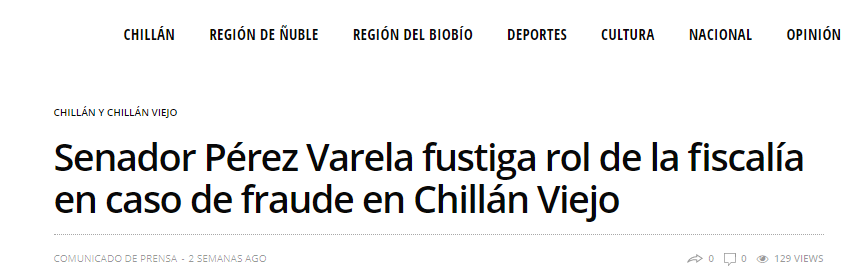 CHILLÁN REGIÓN DE ÑUBLE REGIÓN DEL BIOBÍO DEPORTES CULTURA NACIONAL OPINIÓN
CHILLÁN Y CHILLÁN VIEJO
Senador Pérez Varela fustiga rol de la fiscalía
en caso de fraude en Chillán Viejo
COMUNICADO DE PRENSA - 2 SEMANAS AGO 0 0 129 VIEWS